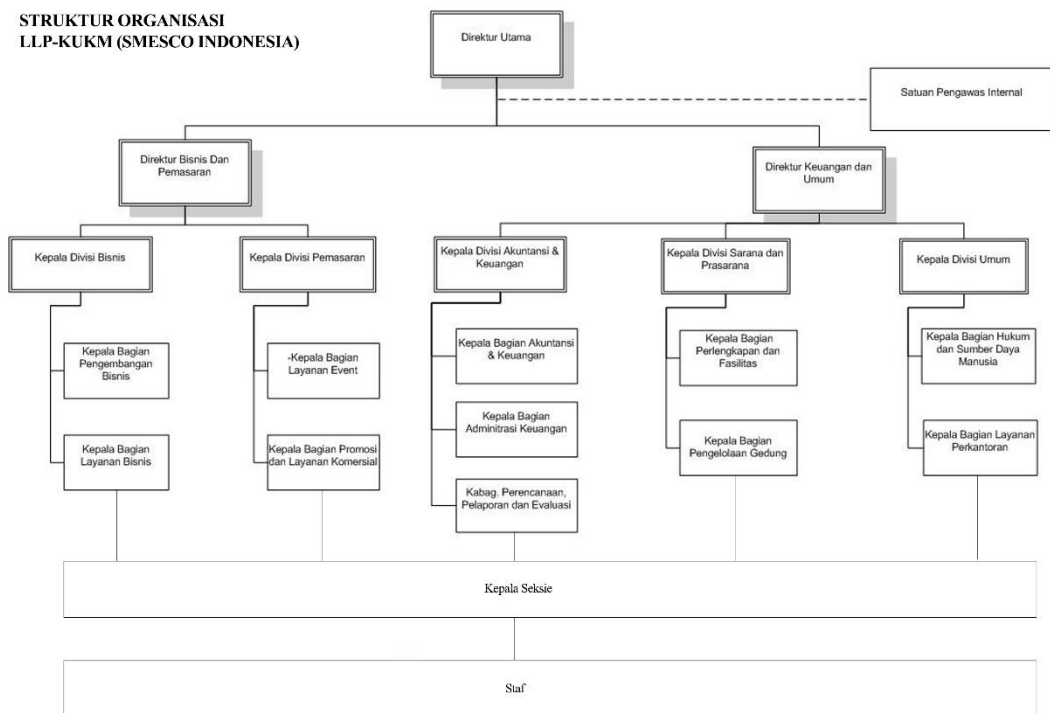 STRUKTUR ORGANISASI
LLP-KUKM (SMESCO INDONESIA)
Direktur Utama
Satuan Pengawas Internal
Direktur Bisnis Dan
Pemasaran
Direktur Keuangan dan
Umum
Kepala Divisi Bisnis
Kepala Divisi Pemasaran
Kepala Divisi Akuntansi &
Keuangan
Kepala Divisi Sarana dan
Prasarana
Kepala Divisi Umum
Kepala Bagian
Pengembangan
Bisnis
-Kepala Bagian
Layanan Event
Kepala Bagian Akuntansi
& Keuangan
Kepala Bagian
Perlengkapan dan
Fasilitas
Kepala Bagian Hukum
dan Sumber Daya
Manusia
Kepala Bagian
Layanan Bisnis
Kepala Bagian Promosi
dan Layanan Komersial
Kepala Bagian
Adminitrasi Keuangan
Kepala Bagian
Pengelolaan Gedung
Kepala Bagian Layanan
Perkantoran
Kabag. Perencanaan,
Pelaporan dan Evaluasi
Kepala Seksie
Staf